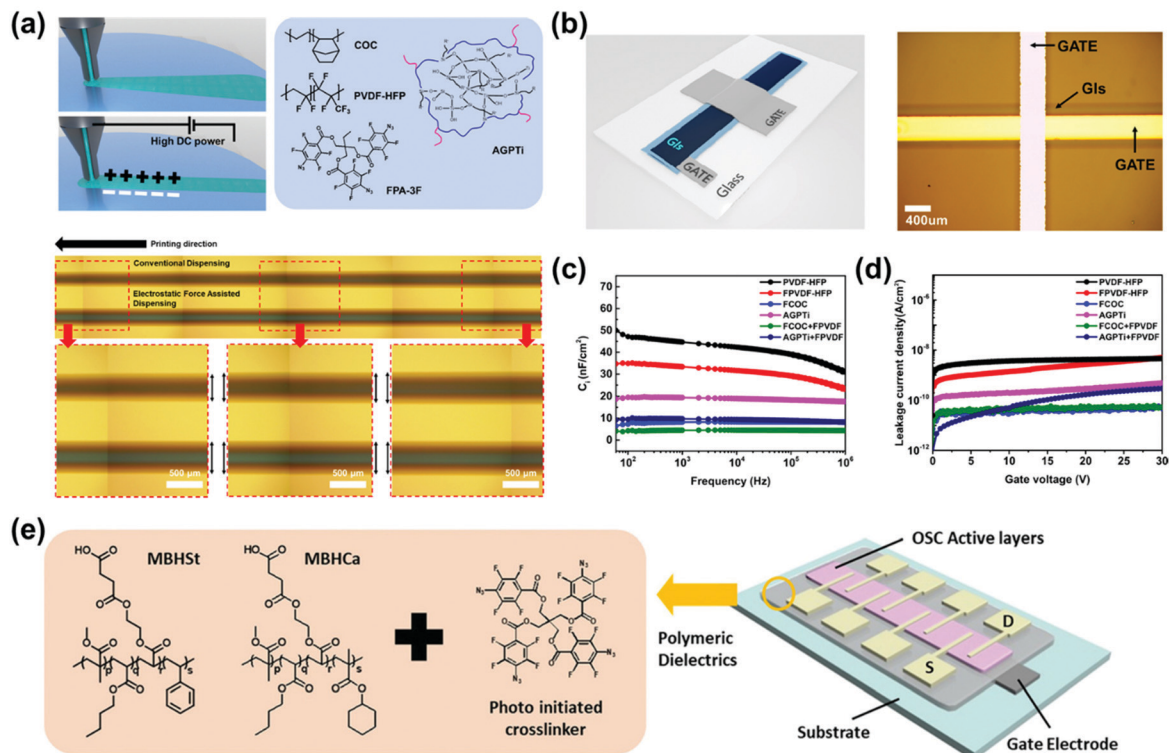 (a)
High DC power
COC
PVDF-HFP
F F
F F
F CF₃
FPA-3F
AGPTi
Printing direction
Conventional Dispensing
Electrostatic Force Assisted
Dispensing
500 μm
500 μm
500 μm
(b)
GATE
GIs
GATE
Glass
GATE
GIs
GATE
400um
(c)
PVDF-HFP
FPVDF-HFP
FCOC
AGPTi
FCOC+FPVDF
AGPTi+FPVDF
Cᵢ (nF/cm²)
70
60
50
40
30
20
10
0
10² 10³ 10⁴ 10⁵ 10⁶
Frequency (Hz)
(d)
PVDF-HFP
FPVDF-HFP
FCOC
AGPTi
FCOC+FPVDF
AGPTi+FPVDF
Leakage current density(A/cm²)
10⁻⁶
10⁻⁸
10⁻¹⁰
10⁻¹²
0 5 10 15 20 25 30
Gate voltage (V)
(e)
MBHSt
MBHCa
Photo initiated
crosslinker
Polymeric
Dielectrics
OSC Active layers
D
S
Substrate
Gate Electrode